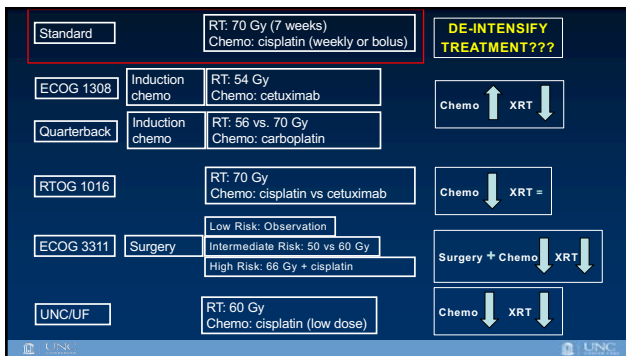 Standard
RT: 70 Gy (7 weeks)
Chemo: cisplatin (weekly or bolus)
DE-INTENSIFY
TREATMENT???
ECOG 1308
Induction
chemo
RT: 54 Gy
Chemo: cetuximab
Chemo XRT
Quarterback
Induction
chemo
RT: 56 vs. 70 Gy
Chemo: carboplatin
RTOG 1016
RT: 70 Gy
Chemo: cisplatin vs cetuximab
Chemo XRT =
ECOG 3311
Surgery
Low Risk: Observation
Intermediate Risk: 50 vs 60 Gy
High Risk: 66 Gy + cisplatin
Surgery + Chemo XRT
UNC/UF
RT: 60 Gy
Chemo: cisplatin (low dose)
Chemo XRT
UNC
UNC